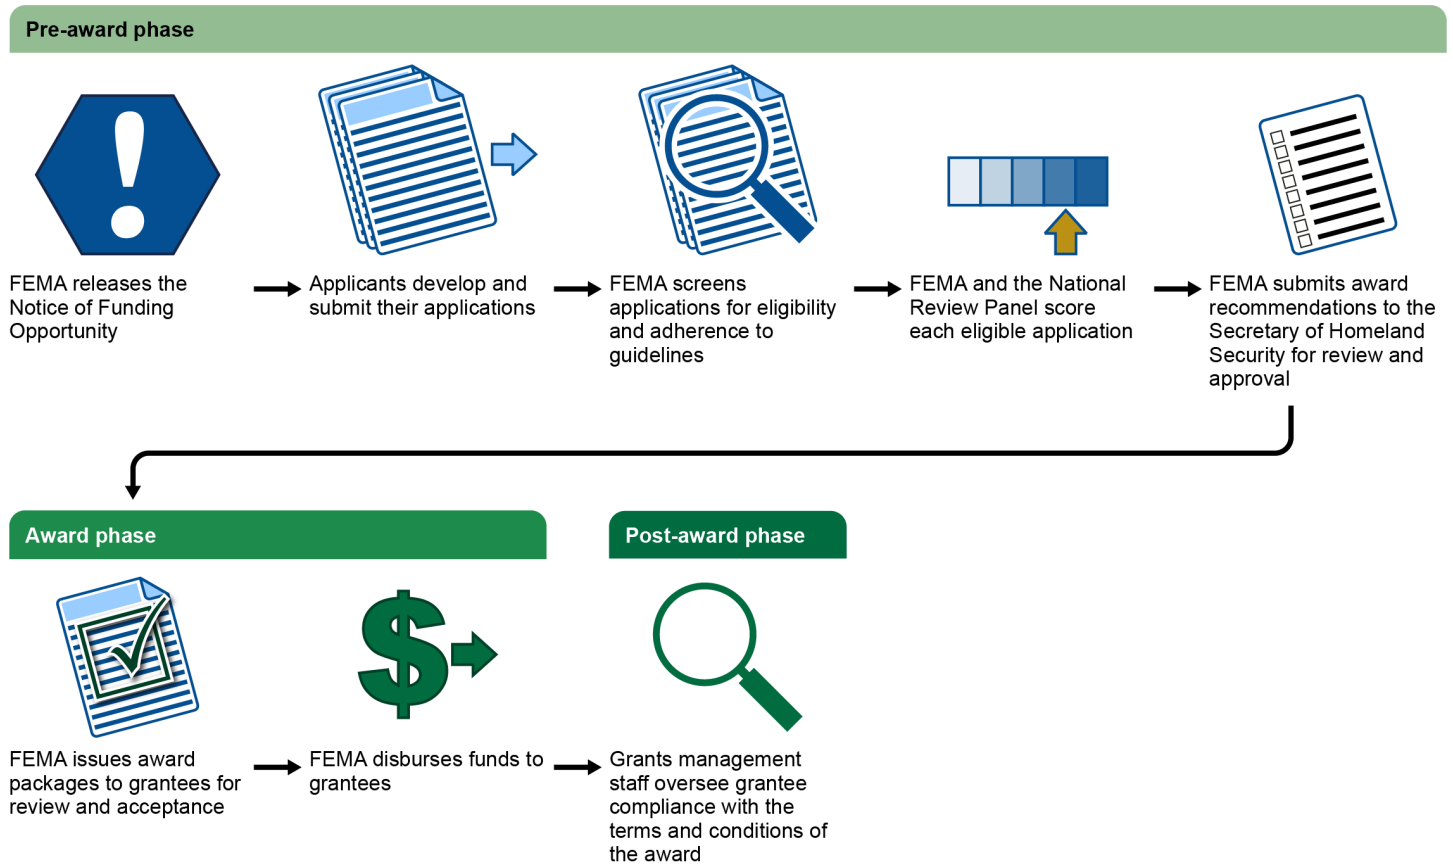 Pre-award phase
FEMA releases the
Notice of Funding
Opportunity
Applicants develop and
submit their applications
FEMA screens
applications for eligibility
and adherence to
guidelines
FEMA and the National
Review Panel score
each eligible application
FEMA submits award
recommendations to the
Secretary of Homeland
Security for review and
approval
Award phase
FEMA issues award
packages to grantees for
review and acceptance
FEMA disburses funds to
grantees
Post-award phase
Grants management
staff oversee grantee
compliance with the
terms and conditions of
the award